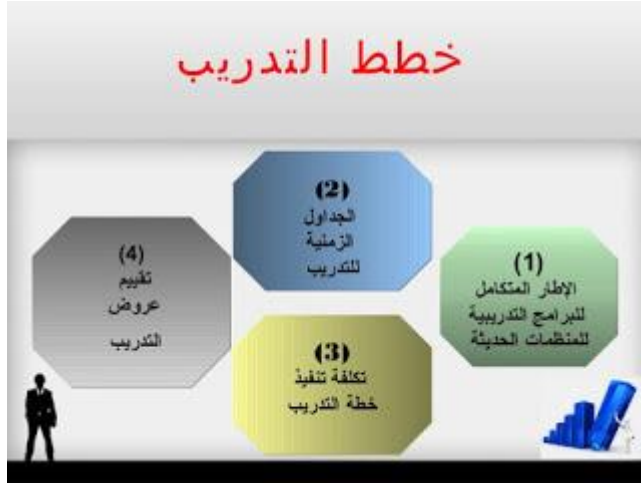 خطط التدريب
(1)
الإطار المتكامل
للبرامج التدريبية
للمنظمات الحديثة
(2)
الجداول
الزمنية
للتدريب
(3)
تكلفة تنفيذ
خطة التدريب
(4)
تقييم
عروض
التدريب